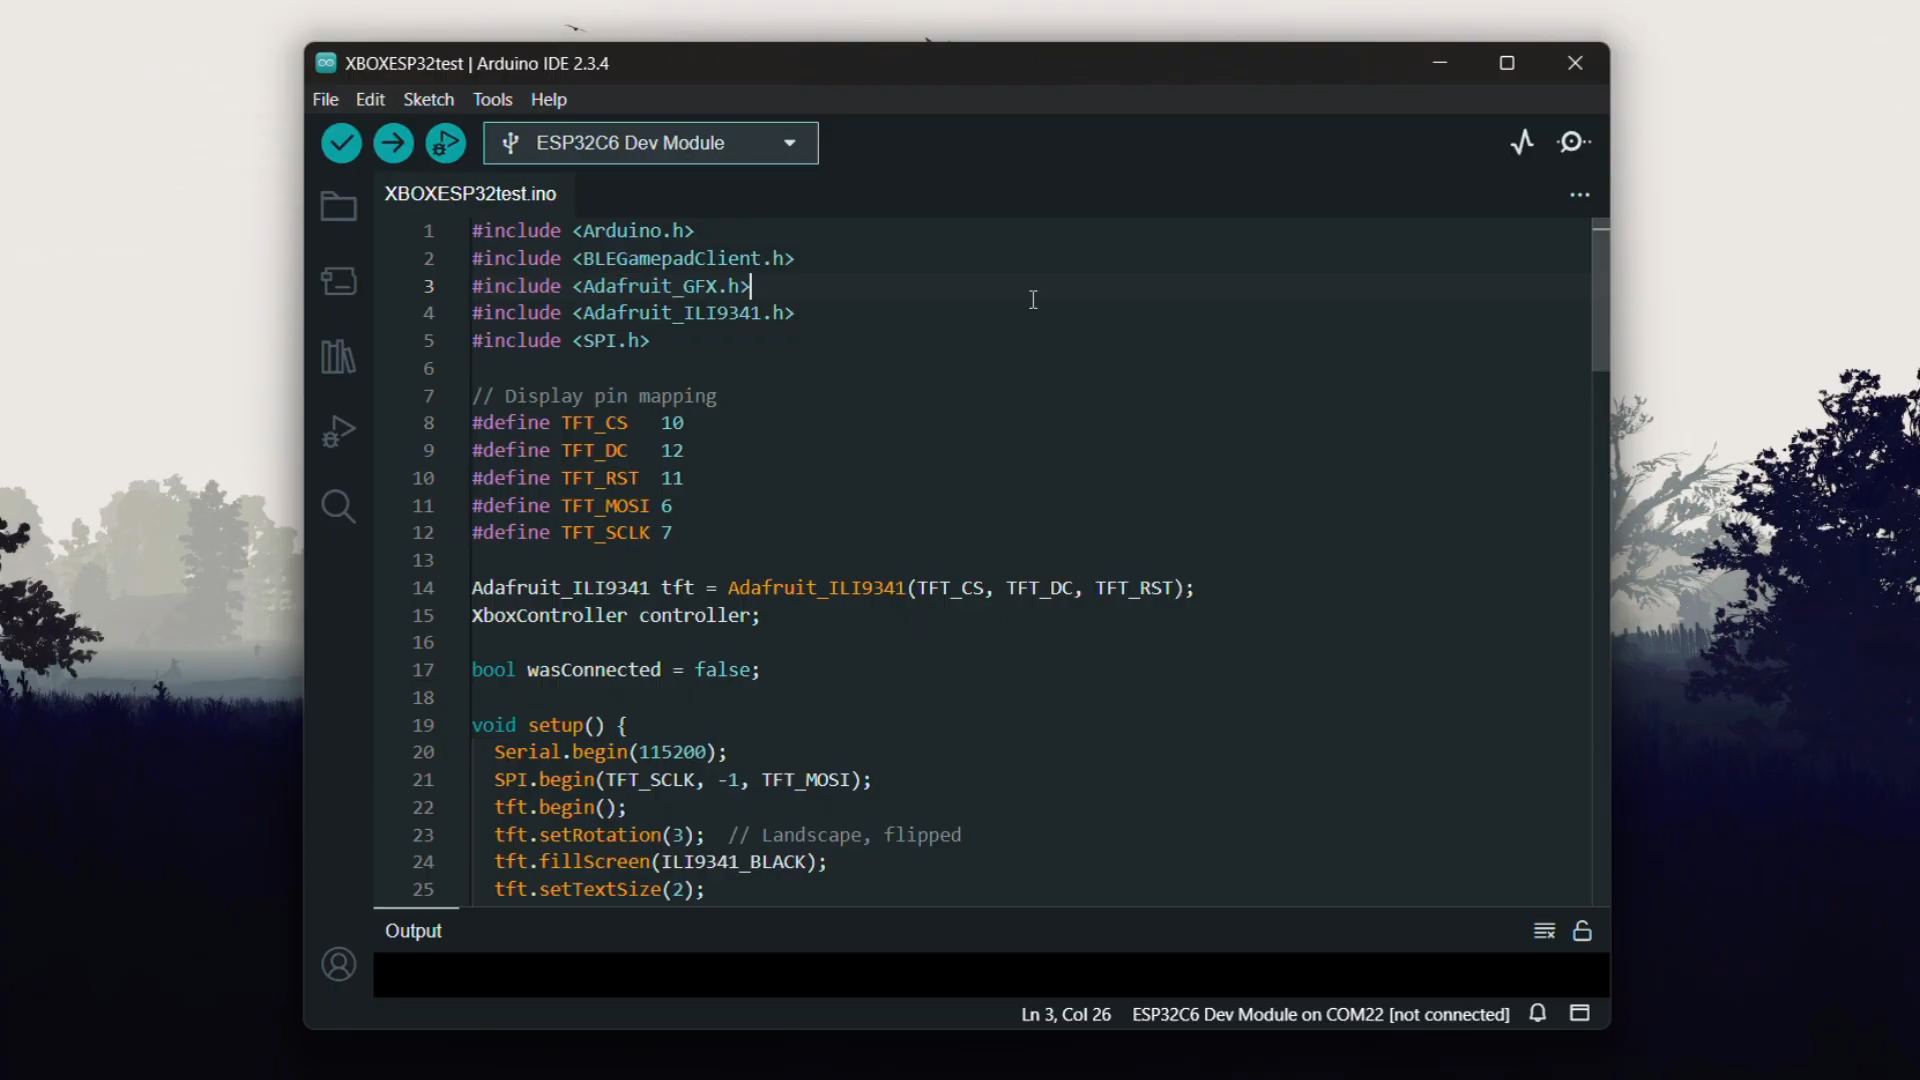 XBOXESP32test | Arduino IDE 2.3.4
File Edit Sketch Tools Help
ESP32C6 Dev Module
XBOXESP32test.ino
1 #include <Arduino.h>
2 #include <BLEGamepadClient.h>
3 #include <Adafruit_GFX.h>
4 #include <Adafruit_ILI9341.h>
5 #include <SPI.h>
6
7 // Display pin mapping
8 #define TFT_CS   10
9 #define TFT_DC   12
10 #define TFT_RST  11
11 #define TFT_MOSI 6
12 #define TFT_SCLK 7
13
14 Adafruit_ILI9341 tft = Adafruit_ILI9341(TFT_CS, TFT_DC, TFT_RST);
15 XboxController controller;
16
17 bool wasConnected = false;
18
19 void setup() {
20   Serial.begin(115200);
21   SPI.begin(TFT_SCLK, -1, TFT_MOSI);
22   tft.begin();
23   tft.setRotation(3);  // Landscape, flipped
24   tft.fillScreen(ILI9341_BLACK);
25   tft.setTextSize(2);
Output
Ln 3, Col 26 ESP32C6 Dev Module on COM22 [not connected]